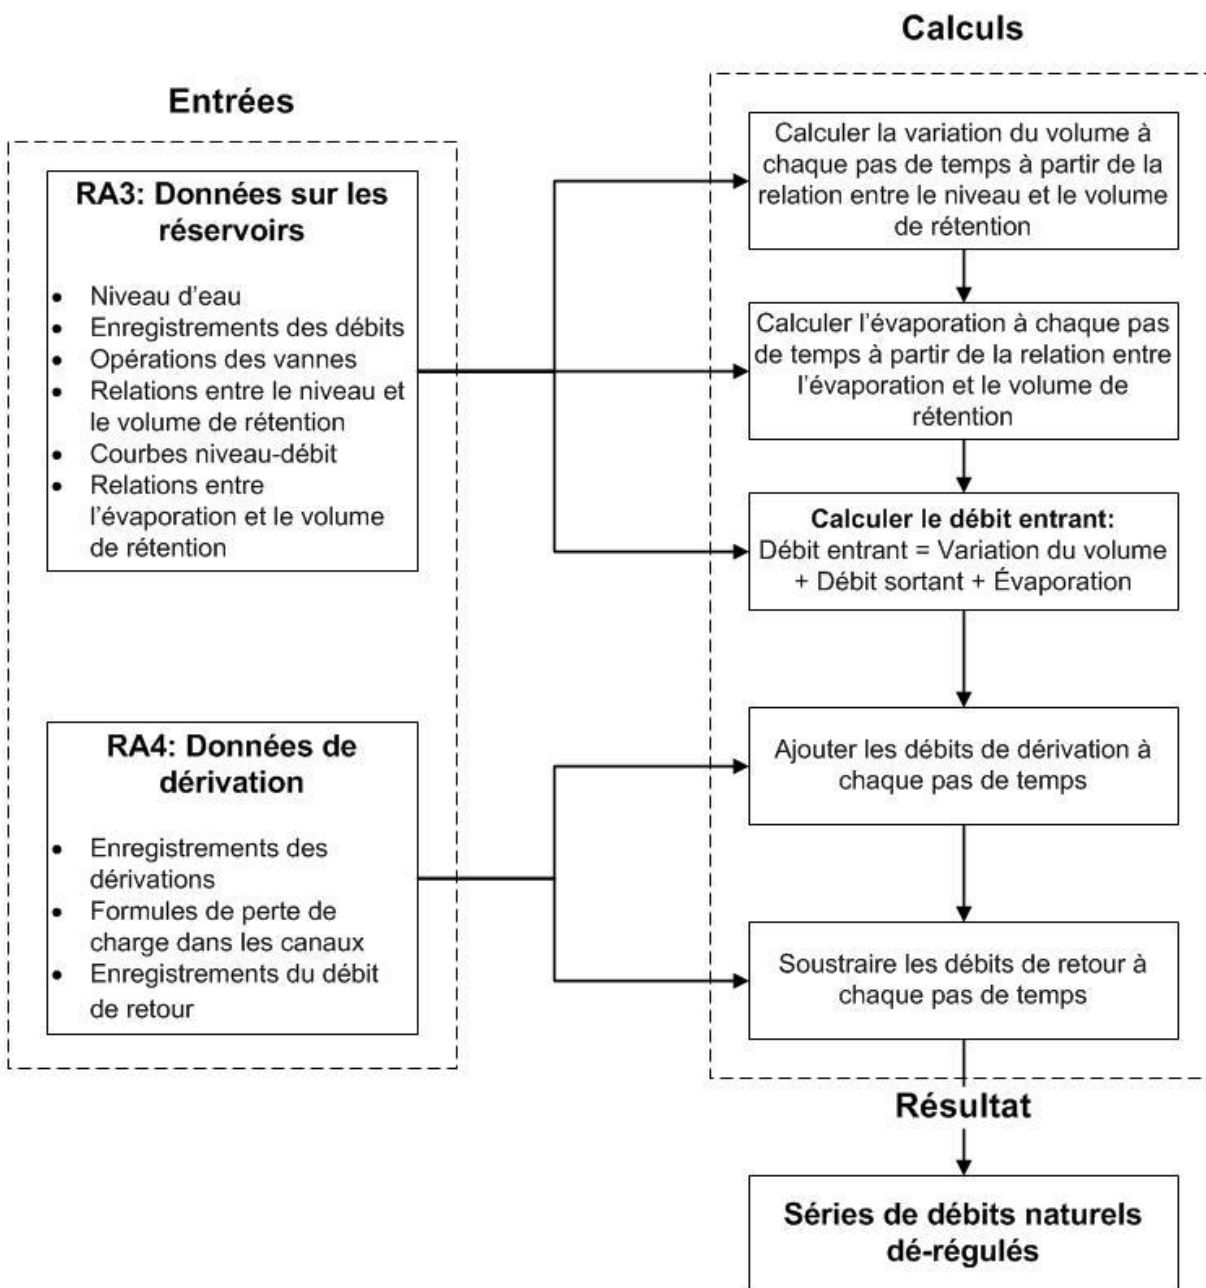 Calculs
Entrées
RA3: Données sur les
réservoirs
• Niveau d'eau
• Enregistrements des débits
• Opérations des vannes
• Relations entre le niveau et
le volume de rétention
• Courbes niveau-débit
• Relations entre
l'évaporation et le volume
de rétention
RA4: Données de
dérivation
• Enregistrements des
dérivations
• Formules de perte de
charge dans les canaux
• Enregistrements du débit
de retour
Calculer la variation du volume à
chaque pas de temps à partir de la
relation entre le niveau et le volume
de rétention
Calculer l'évaporation à chaque pas
de temps à partir de la relation entre
l'évaporation et le volume de
rétention
Calculer le débit entrant:
Débit entrant = Variation du volume
+ Débit sortant + Évaporation
Ajouter les débits de dérivation à
chaque pas de temps
Soustraire les débits de retour à
chaque pas de temps
Résultat
Séries de débits naturels
dé-régulés